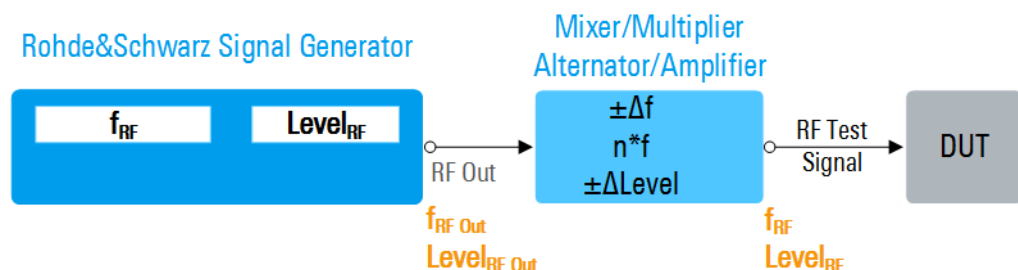 Rohde&Schwarz Signal Generator
Mixer/Multiplier
Alternator/Amplifier
fRF
LevelRF
RF Out
±Δf
n*f
±ΔLevel
RF Test
Signal
DUT
fRF Out
LevelRF Out
fRF
LevelRF